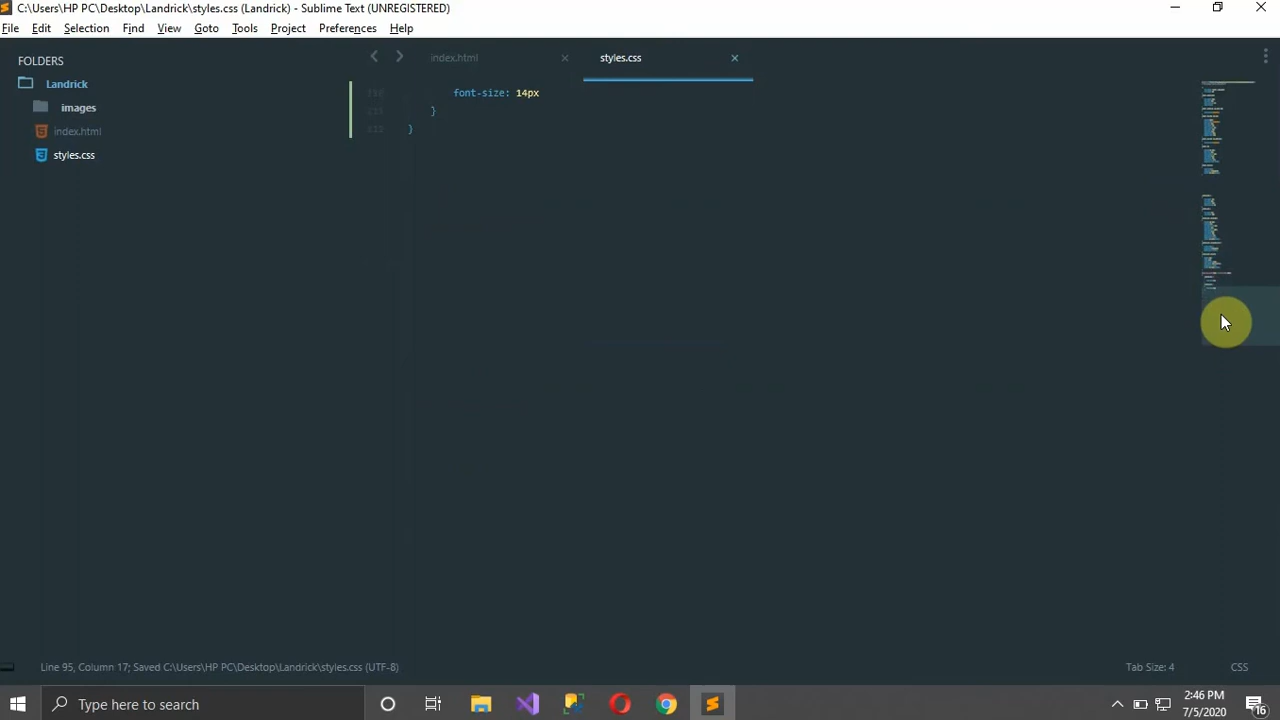 C:\Users\HP PC\Desktop\Landrick\styles.css (Landrick) - Sublime Text (UNREGISTERED)
File Edit Selection Find View Goto Tools Project Preferences Help
FOLDERS
Landrick
images
index.html
styles.css
index.html
styles.css
font-size: 14px
}
}
Line 95, Column 17; Saved C:\Users\HP PC\Desktop\Landrick\styles.css (UTF-8)
Tab Size: 4
CSS
Type here to search
2:46 PM
7/5/2020
16